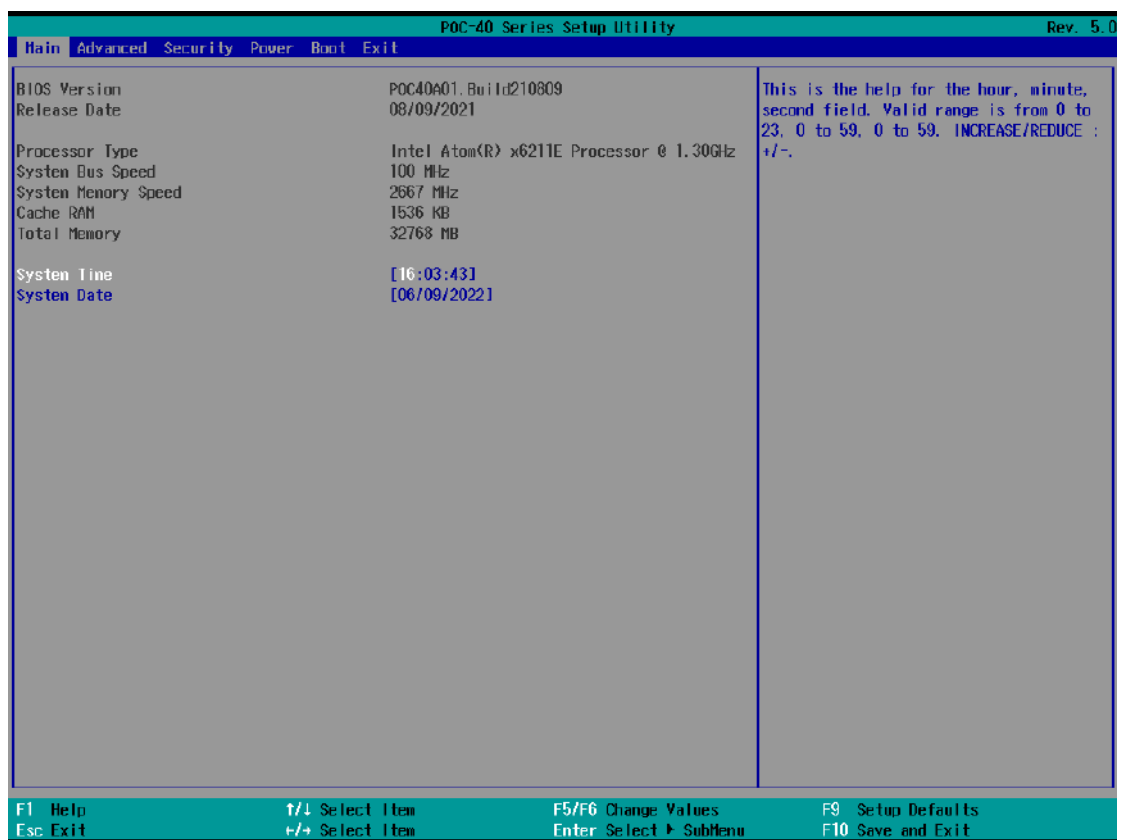 POC-40 Series Setup Utility Rev. 5.0
Main Advanced Security Power Boot Exit
BIOS Version POC40A01.Build210809
Release Date 08/09/2021
Processor Type Intel Atom(R) x6211E Processor @ 1.30GHz
System Bus Speed 100 MHz
System Memory Speed 2667 MHz
Cache RAM 1536 KB
Total Memory 32768 MB
System Time [16:03:43]
System Date [06/09/2022]
This is the help for the hour, minute,
second field. Valid range is from 0 to
23, 0 to 59, 0 to 59. INCREASE/REDUCE :
+/-.
F1 Help ↑/↓ Select Item F5/F6 Change Values F9 Setup Defaults
Esc Exit ←/→ Select Item Enter Select ▶ SubMenu F10 Save and Exit